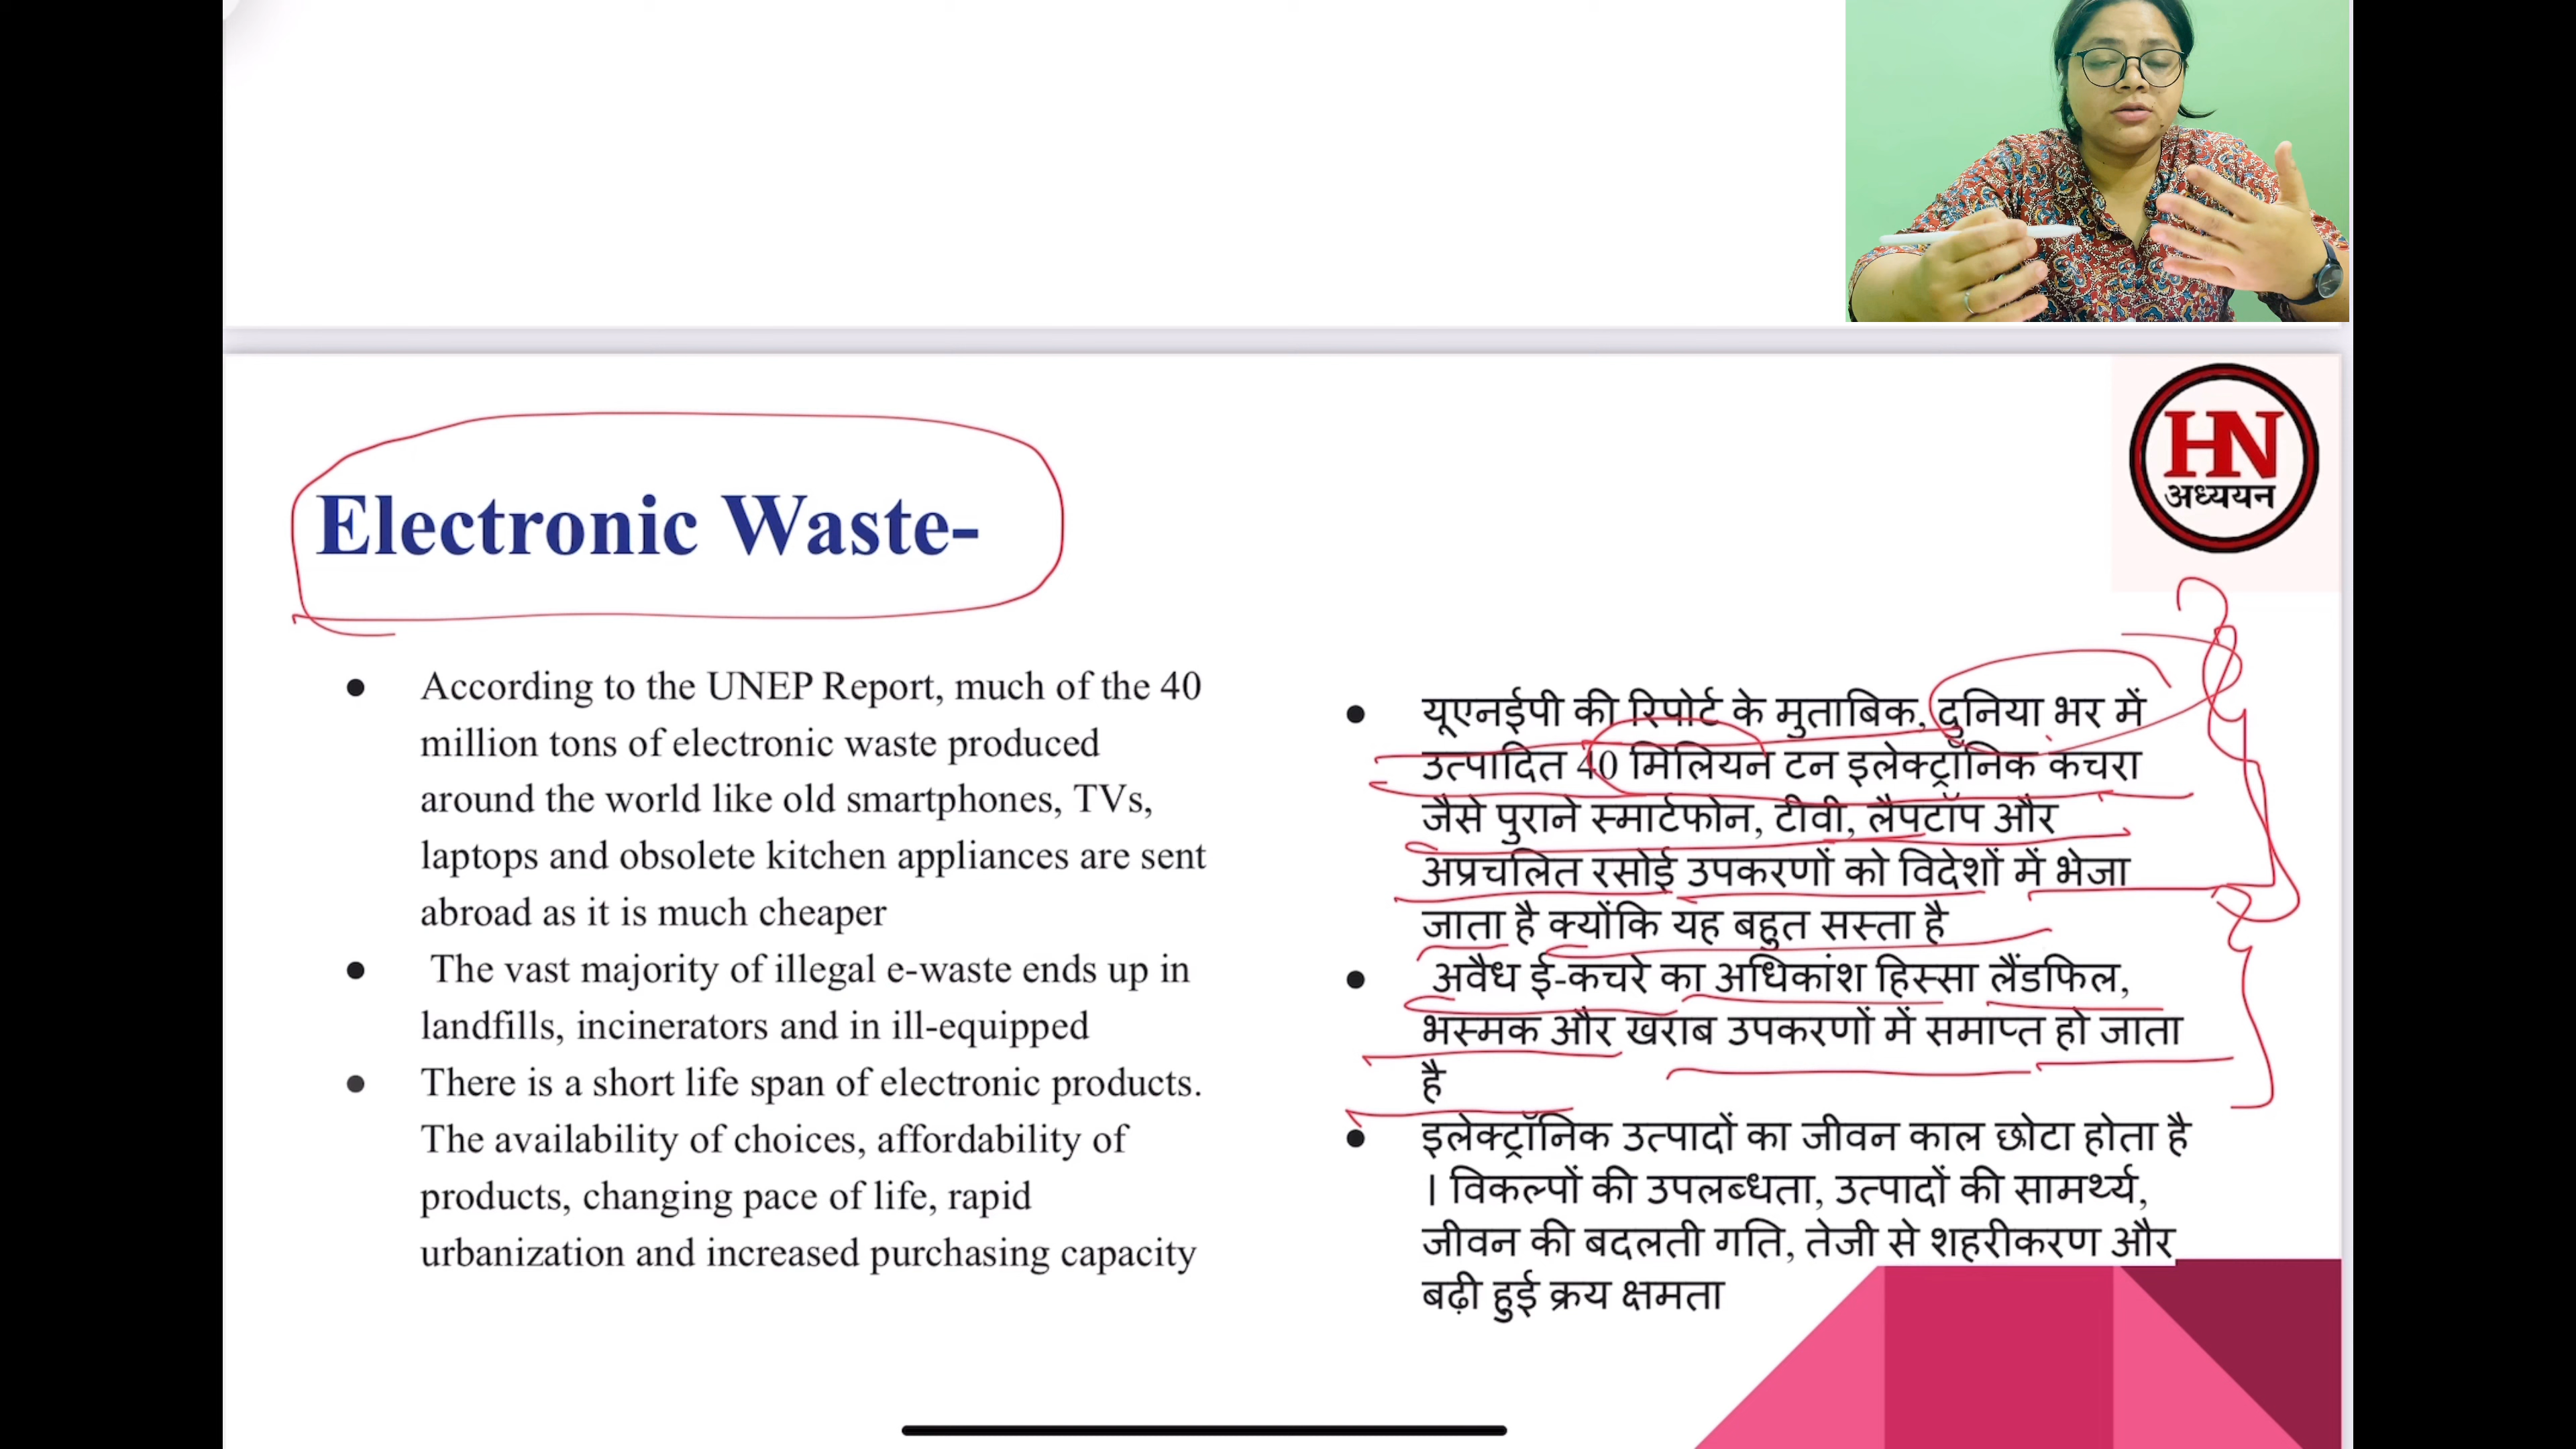 HN
अध्ययन
Electronic Waste-
● According to the UNEP Report, much of the 40
million tons of electronic waste produced
around the world like old smartphones, TVs,
laptops and obsolete kitchen appliances are sent
abroad as it is much cheaper
● The vast majority of illegal e-waste ends up in
landfills, incinerators and in ill-equipped
● There is a short life span of electronic products.
The availability of choices, affordability of
products, changing pace of life, rapid
urbanization and increased purchasing capacity
● यूएनईपी की रिपोर्ट के मुताबिक, दुनिया भर में
उत्पादित 40 मिलियन टन इलेक्ट्रॉनिक कचरा
जैसे पुराने स्मार्टफोन, टीवी, लैपटॉप और
अप्रचलित रसोई उपकरणों को विदेशों में भेजा
जाता है क्योंकि यह बहुत सस्ता है
● अवैध ई-कचरे का अधिकांश हिस्सा लैंडफिल,
भस्मक और खराब उपकरणों में समाप्त हो जाता
है
● इलेक्ट्रॉनिक उत्पादों का जीवन काल छोटा होता है
। विकल्पों की उपलब्धता, उत्पादों की सामर्थ्य,
जीवन की बदलती गति, तेजी से शहरीकरण और
बढ़ी हुई क्रय क्षमता